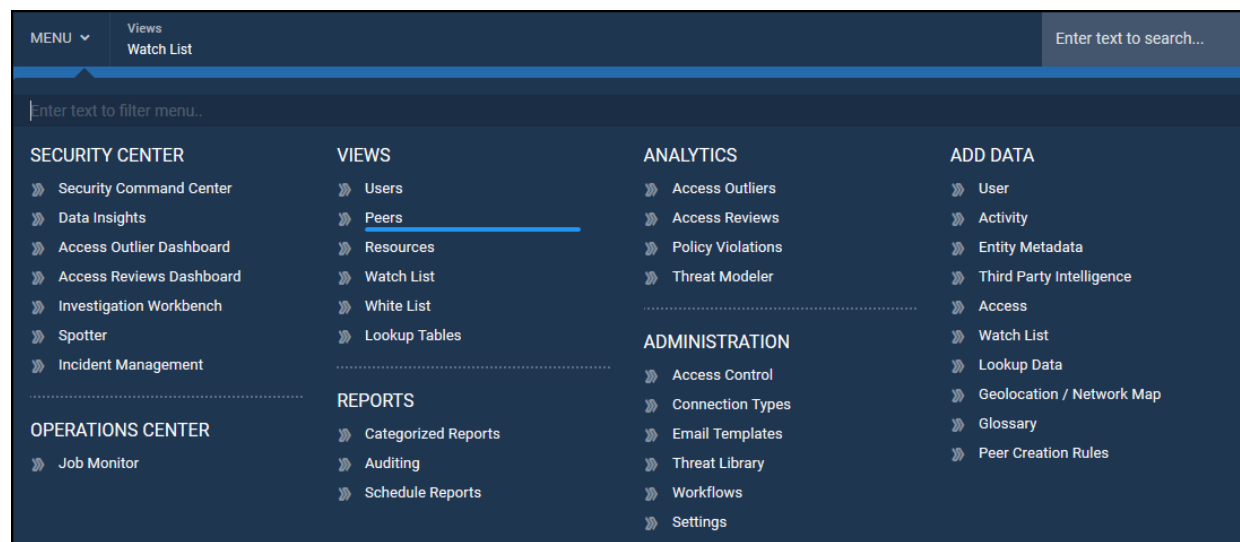 MENU
Views
Watch List
Enter text to search...
Enter text to filter menu..
SECURITY CENTER
Security Command Center
Data Insights
Access Outlier Dashboard
Access Reviews Dashboard
Investigation Workbench
Spotter
Incident Management
OPERATIONS CENTER
Job Monitor
VIEWS
Users
Peers
Resources
Watch List
White List
Lookup Tables
REPORTS
Categorized Reports
Auditing
Schedule Reports
ANALYTICS
Access Outliers
Access Reviews
Policy Violations
Threat Modeler
ADMINISTRATION
Access Control
Connection Types
Email Templates
Threat Library
Workflows
Settings
ADD DATA
User
Activity
Entity Metadata
Third Party Intelligence
Access
Watch List
Lookup Data
Geolocation / Network Map
Glossary
Peer Creation Rules